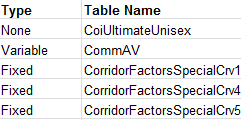 Type Table Name
None CoiUltimateUnisex
Variable CommAV
Fixed CorridorFactorsSpecialCrv1
Fixed CorridorFactorsSpecialCrv4
Fixed CorridorFactorsSpecialCrv5